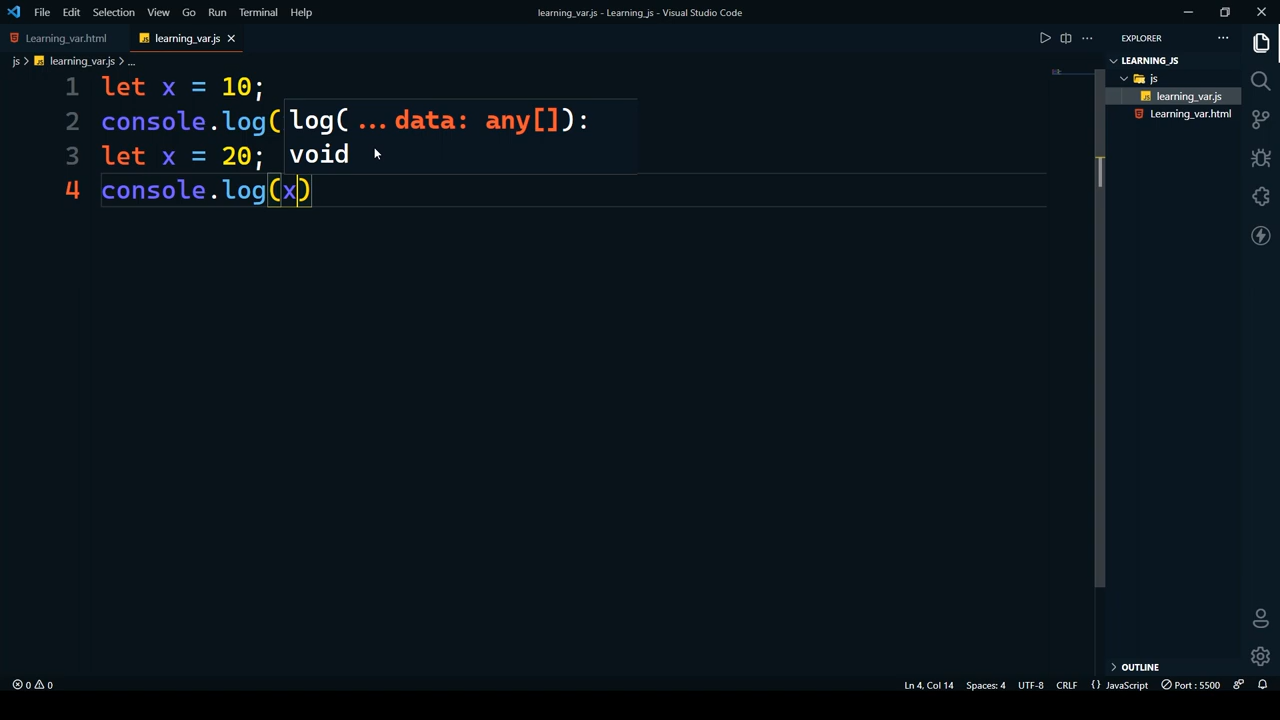 File Edit Selection View Go Run Terminal Help
learning_var.js - Learning_js - Visual Studio Code
Learning_var.html
learning_var.js
js > learning_var.js > ...
1 let x = 10;
2 console.log(
3 let x = 20;
4 console.log(x)
log(...data: any[]):
void
EXPLORER
LEARNING_JS
js
learning_var.js
Learning_var.html
OUTLINE
0 0
Ln 4, Col 14 Spaces: 4 UTF-8 CRLF {} JavaScript Port : 5500